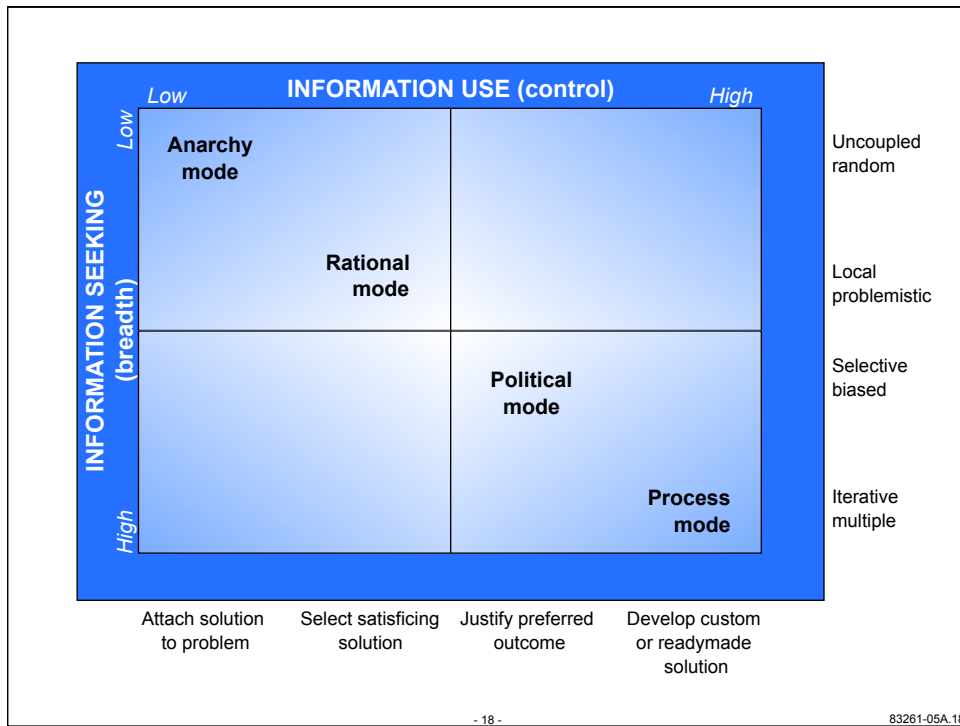 INFORMATION USE (control)
Low
High
Low
INFORMATION SEEKING
(breadth)
High
Anarchy
mode
Rational
mode
Political
mode
Process
mode
Uncoupled
random
Local
problemistic
Selective
biased
Iterative
multiple
Attach solution
to problem
Select satisficing
solution
Justify preferred
outcome
Develop custom
or readymade
solution
- 18 -
83261-05A.18